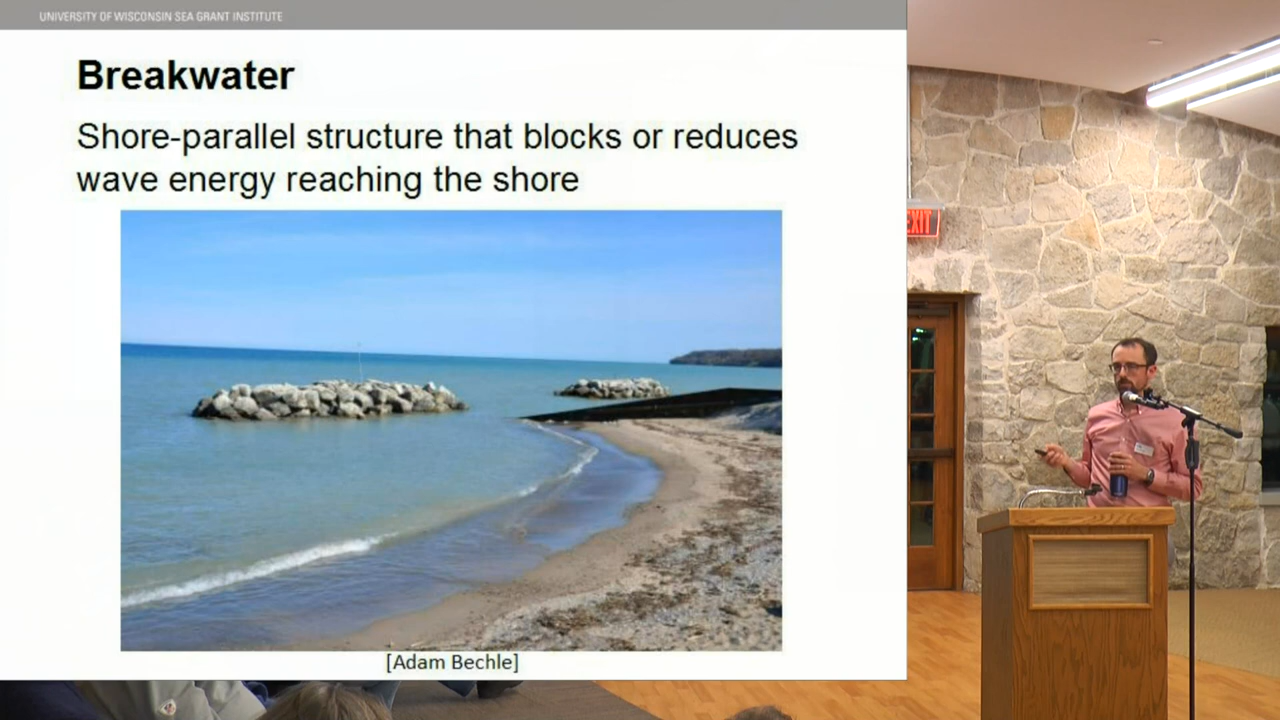 UNIVERSITY OF WISCONSIN SEA GRANT INSTITUTE
Breakwater
Shore-parallel structure that blocks or reduces
wave energy reaching the shore
[Adam Bechle]
EXIT